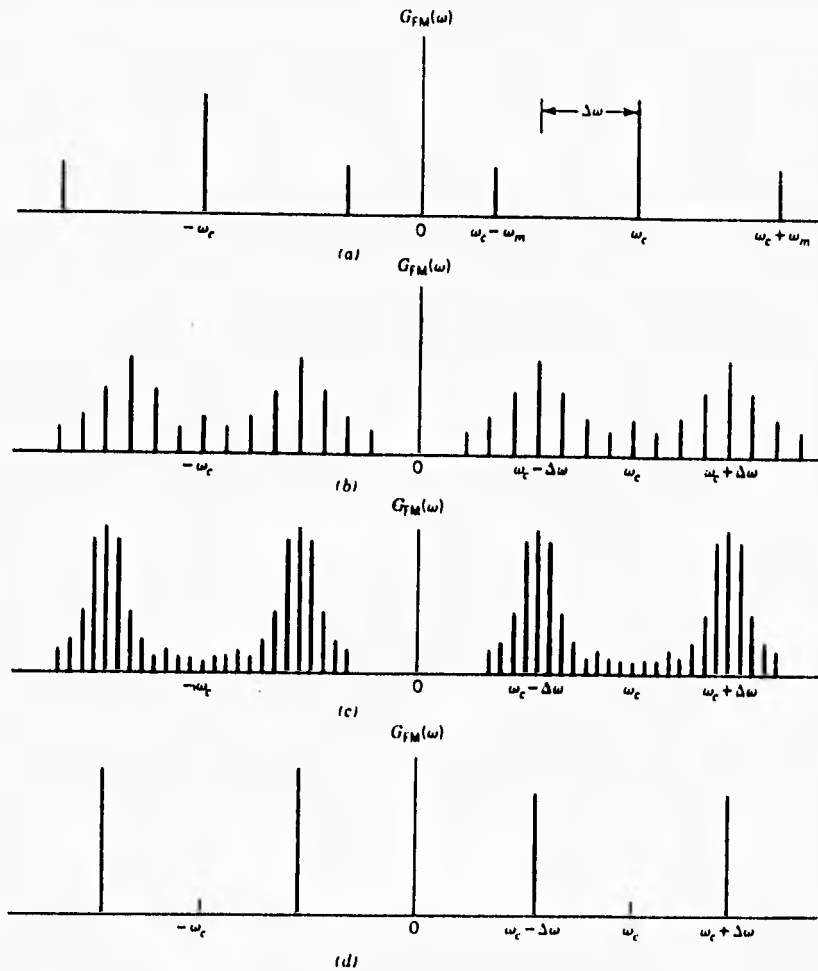 G_FM(ω)
Δω
−ω_c 0 ω_c − ω_m ω_c ω_c + ω_m
(a)
G_FM(ω)
−ω_c 0 ω_c − Δω ω_c ω_c + Δω
(b)
G_FM(ω)
−ω_c 0 ω_c − Δω ω_c ω_c + Δω
(c)
G_FM(ω)
−ω_c 0 ω_c − Δω ω_c ω_c + Δω
(d)